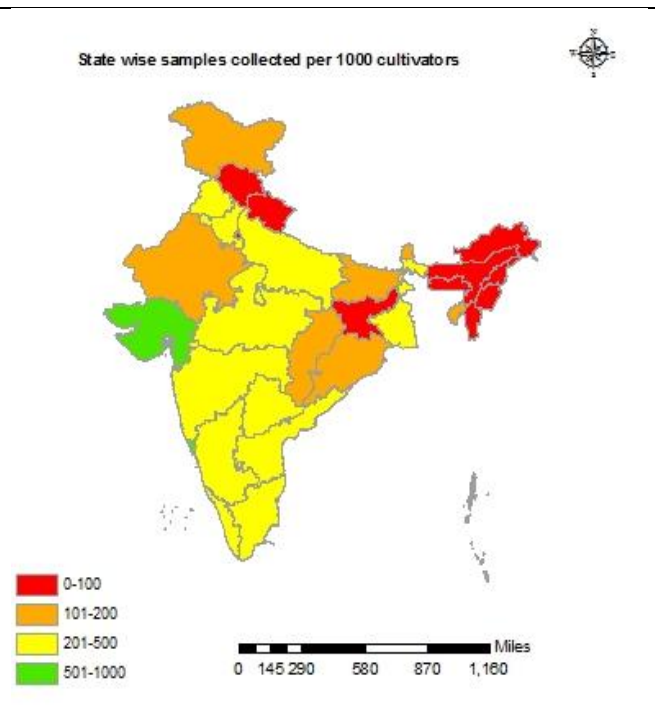 State wise samples collected per 1000 cultivators
N
E
S
0-100
101-200
201-500
501-1000
Miles
0 145 290 580 870 1,160